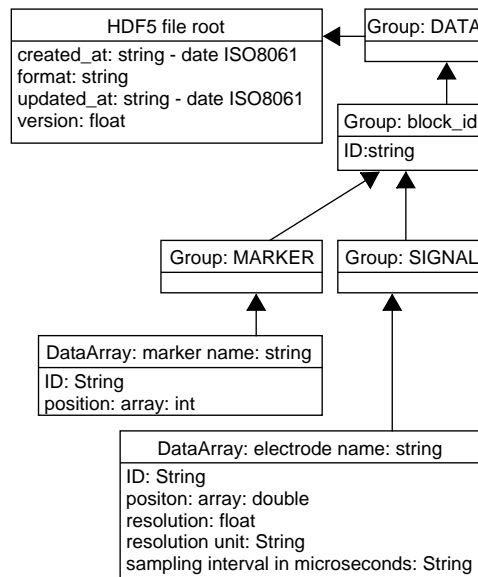 HDF5 file root
created_at: string - date ISO8061
format: string
updated_at: string - date ISO8061
version: float
Group: DATA
Group: block_id
ID:string
Group: MARKER
Group: SIGNAL
DataArray: marker name: string
ID: String
position: array: int
DataArray: electrode name: string
ID: String
positon: array: double
resolution: float
resolution unit: String
sampling interval in microseconds: String